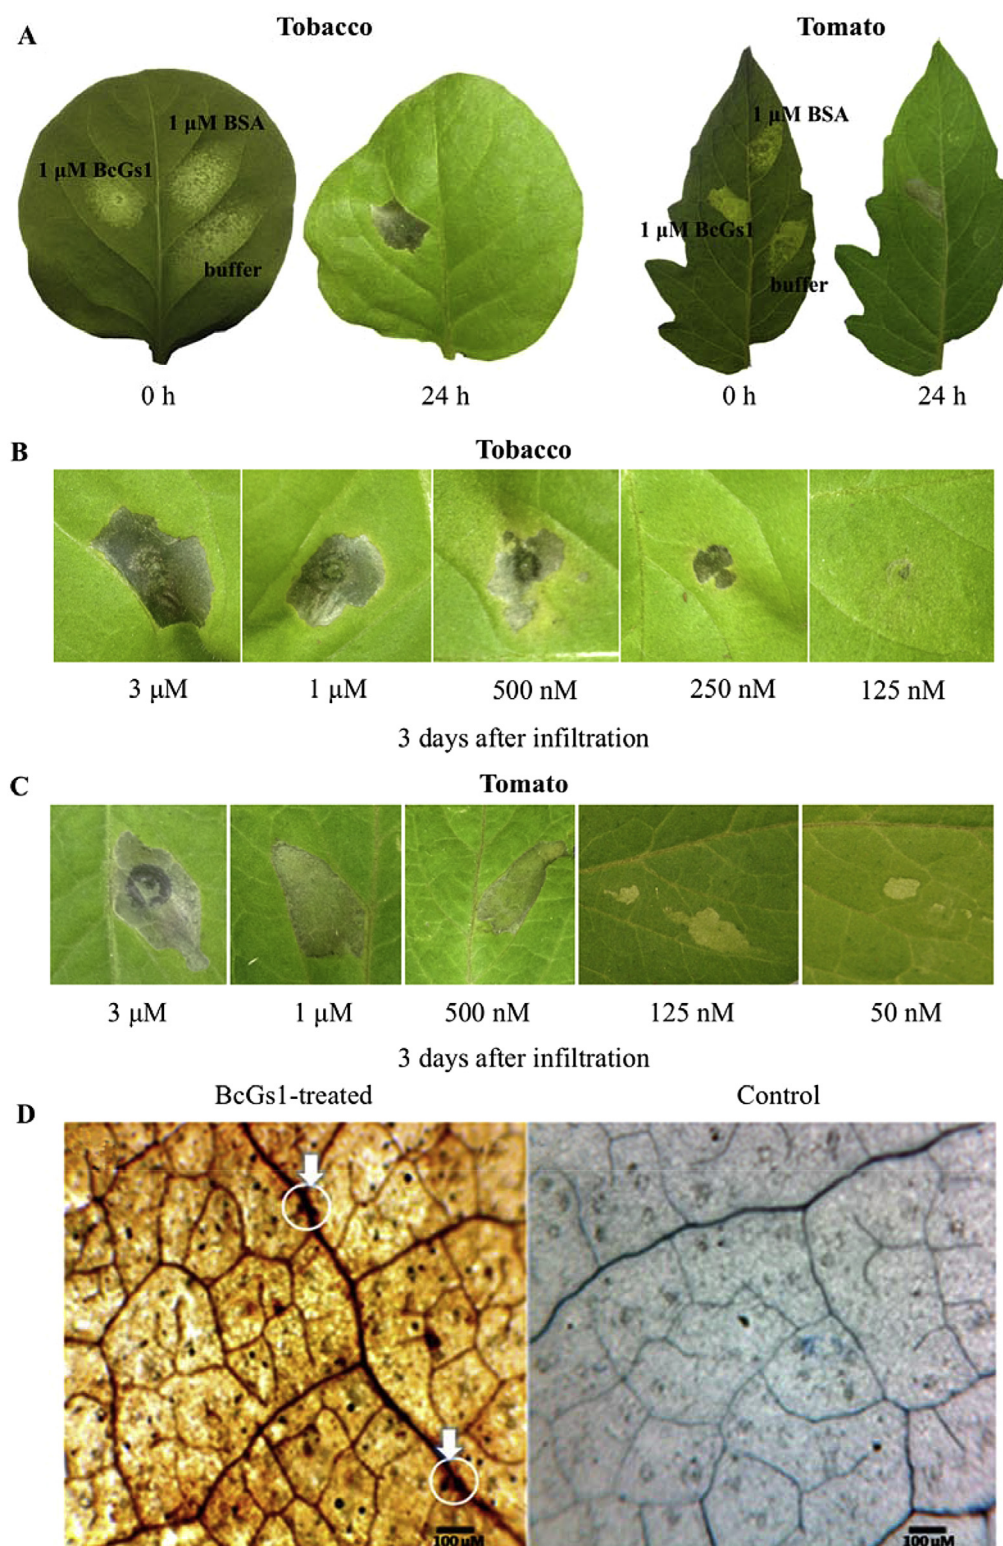 A
Tobacco
Tomato
1 μM BSA
1 μM BcGs1
buffer
1 μM BSA
1 μM BcGs1
buffer
0 h
24 h
0 h
24 h
B
Tobacco
3 μM
1 μM
500 nM
250 nM
125 nM
3 days after infiltration
C
Tomato
3 μM
1 μM
500 nM
125 nM
50 nM
3 days after infiltration
D
BcGs1-treated
Control
100 μM
100 μM